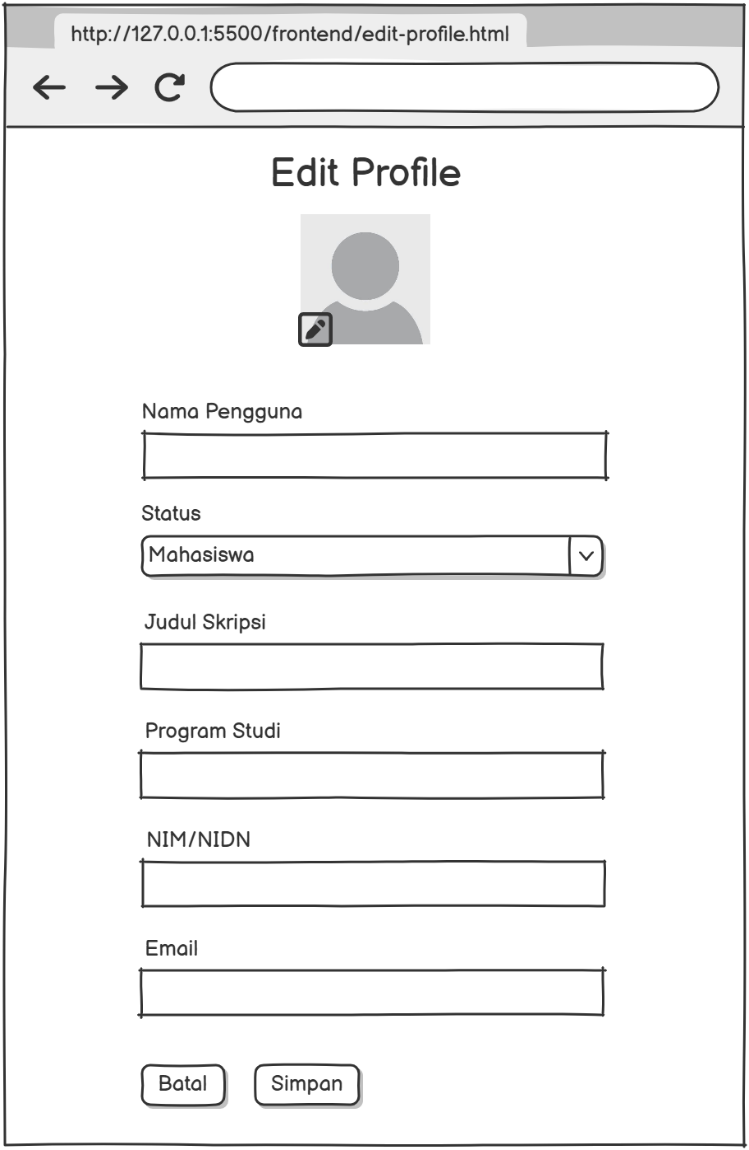 http://127.0.0.1:5500/frontend/edit-profile.html
Edit Profile
Nama Pengguna
Status
Mahasiswa
Judul Skripsi
Program Studi
NIM/NIDN
Email
Batal
Simpan